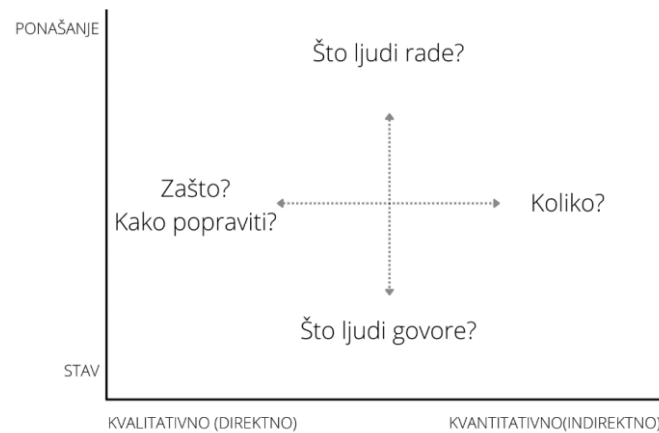 PONAŠANJE
Što ljudi rade?
Zašto?
Kako popraviti?
Koliko?
Što ljudi govore?
STAV
KVALITATIVNO (DIREKTNO)
KVANTITATIVNO(INDIREKTNO)